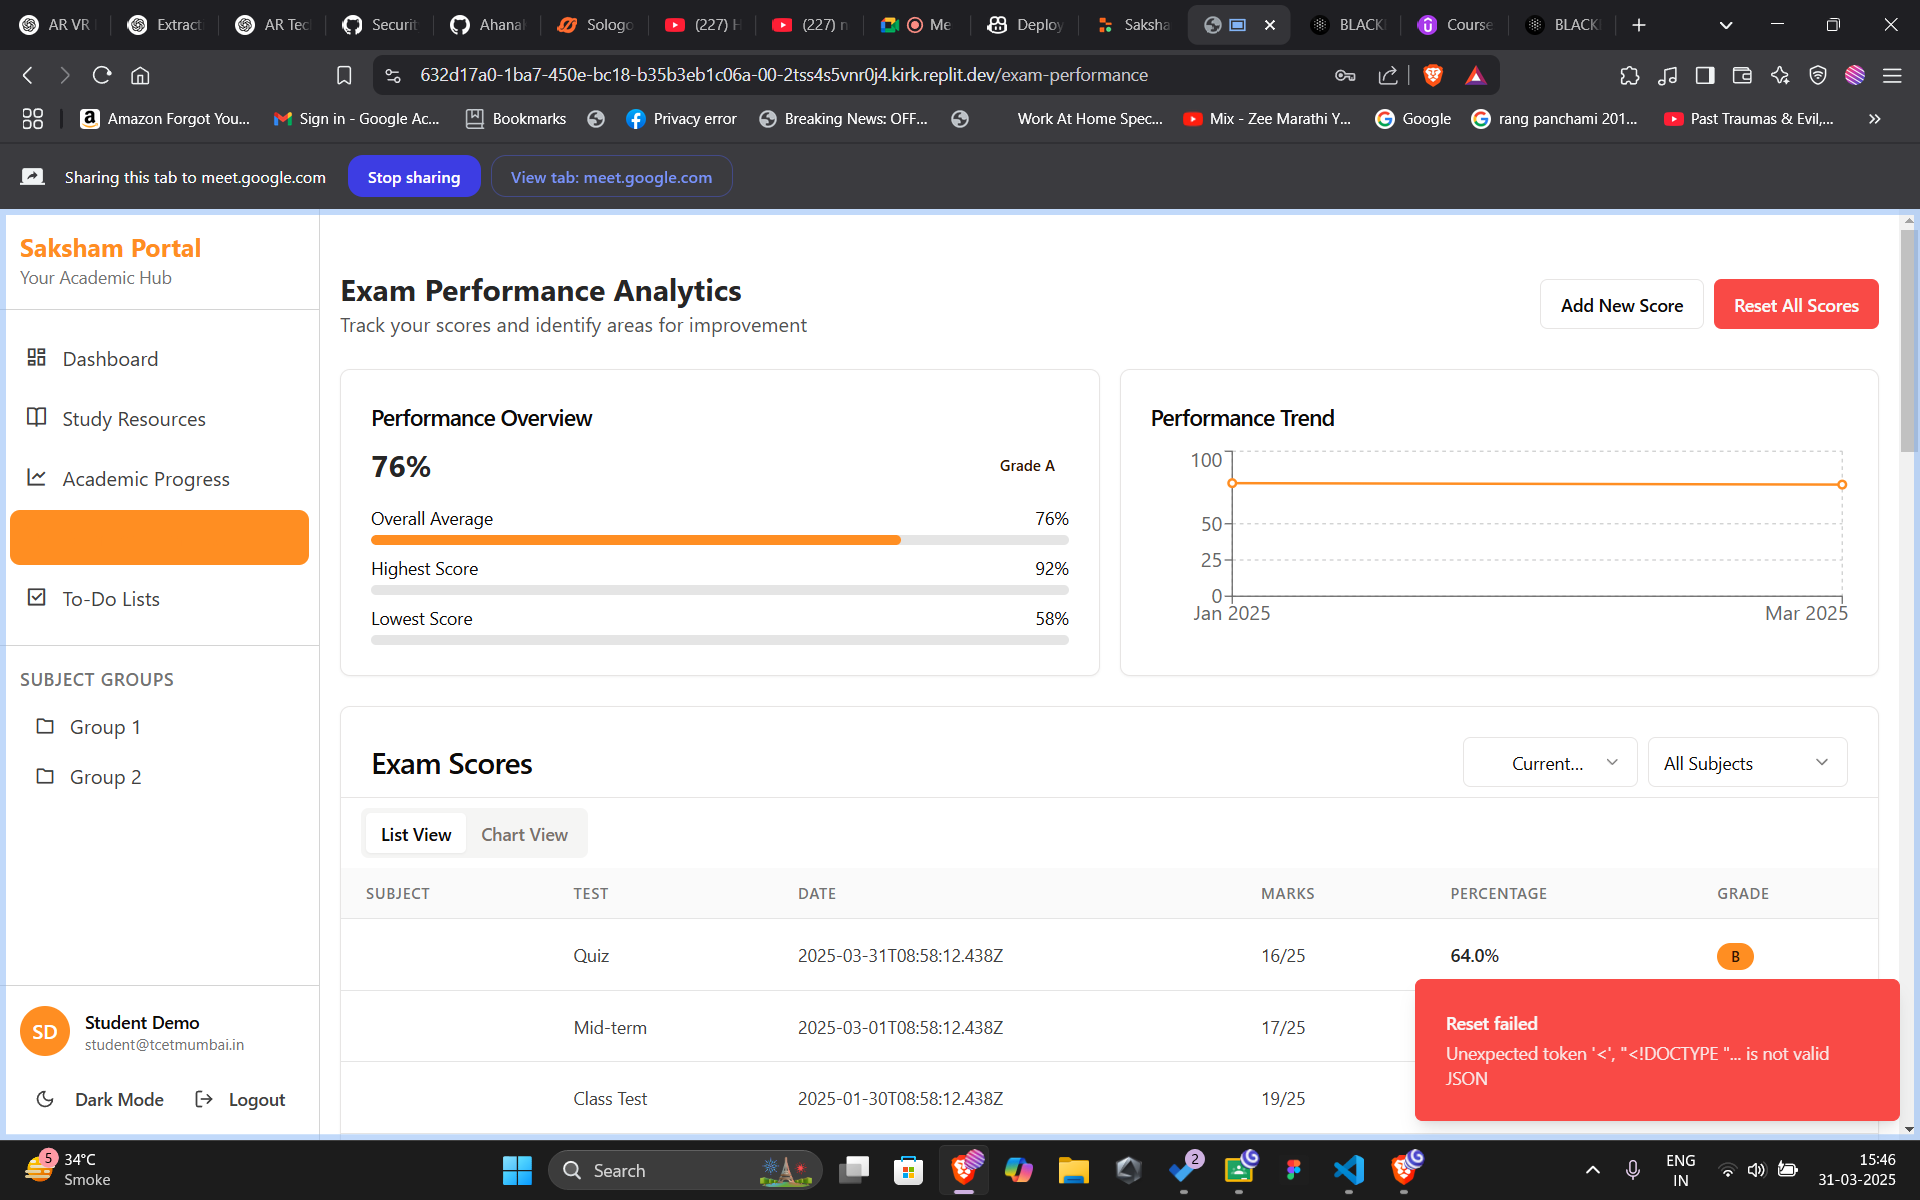 AR VR
Extract
AR Tec
Securit
Ahanal
Sologo
(227) H
(227) n
Me
Deploy
Saksha
BLACK
Course
BLACK
632d17a0-1ba7-450e-bc18-b35b3eb1c06a-00-2tss4s5vnr0j4.kirk.replit.dev/exam-performance
Amazon Forgot You...
Sign in - Google Ac...
Bookmarks
Privacy error
Breaking News: OFF...
Work At Home Spec...
Mix - Zee Marathi Y...
Google
rang panchami 201...
Past Traumas & Evil,...
Sharing this tab to meet.google.com
Stop sharing
View tab: meet.google.com
Saksham Portal
Your Academic Hub
Dashboard
Study Resources
Academic Progress
To-Do Lists
SUBJECT GROUPS
Group 1
Group 2
SD
Student Demo
student@tcetmumbai.in
Dark Mode
Logout
Exam Performance Analytics
Track your scores and identify areas for improvement
Add New Score
Reset All Scores
Performance Overview
76%
Grade A
Overall Average 76%
Highest Score 92%
Lowest Score 58%
Performance Trend
100
50
25
0
Jan 2025
Mar 2025
Exam Scores
Current...
All Subjects
List View
Chart View
SUBJECT TEST DATE MARKS PERCENTAGE GRADE
Quiz 2025-03-31T08:58:12.438Z 16/25 64.0% B
Mid-term 2025-03-01T08:58:12.438Z 17/25
Class Test 2025-01-30T08:58:12.438Z 19/25
Reset failed
Unexpected token '<', "<!DOCTYPE "... is not valid
JSON
5
34°C
Smoke
Search
2
ENG
IN
15:46
31-03-2025